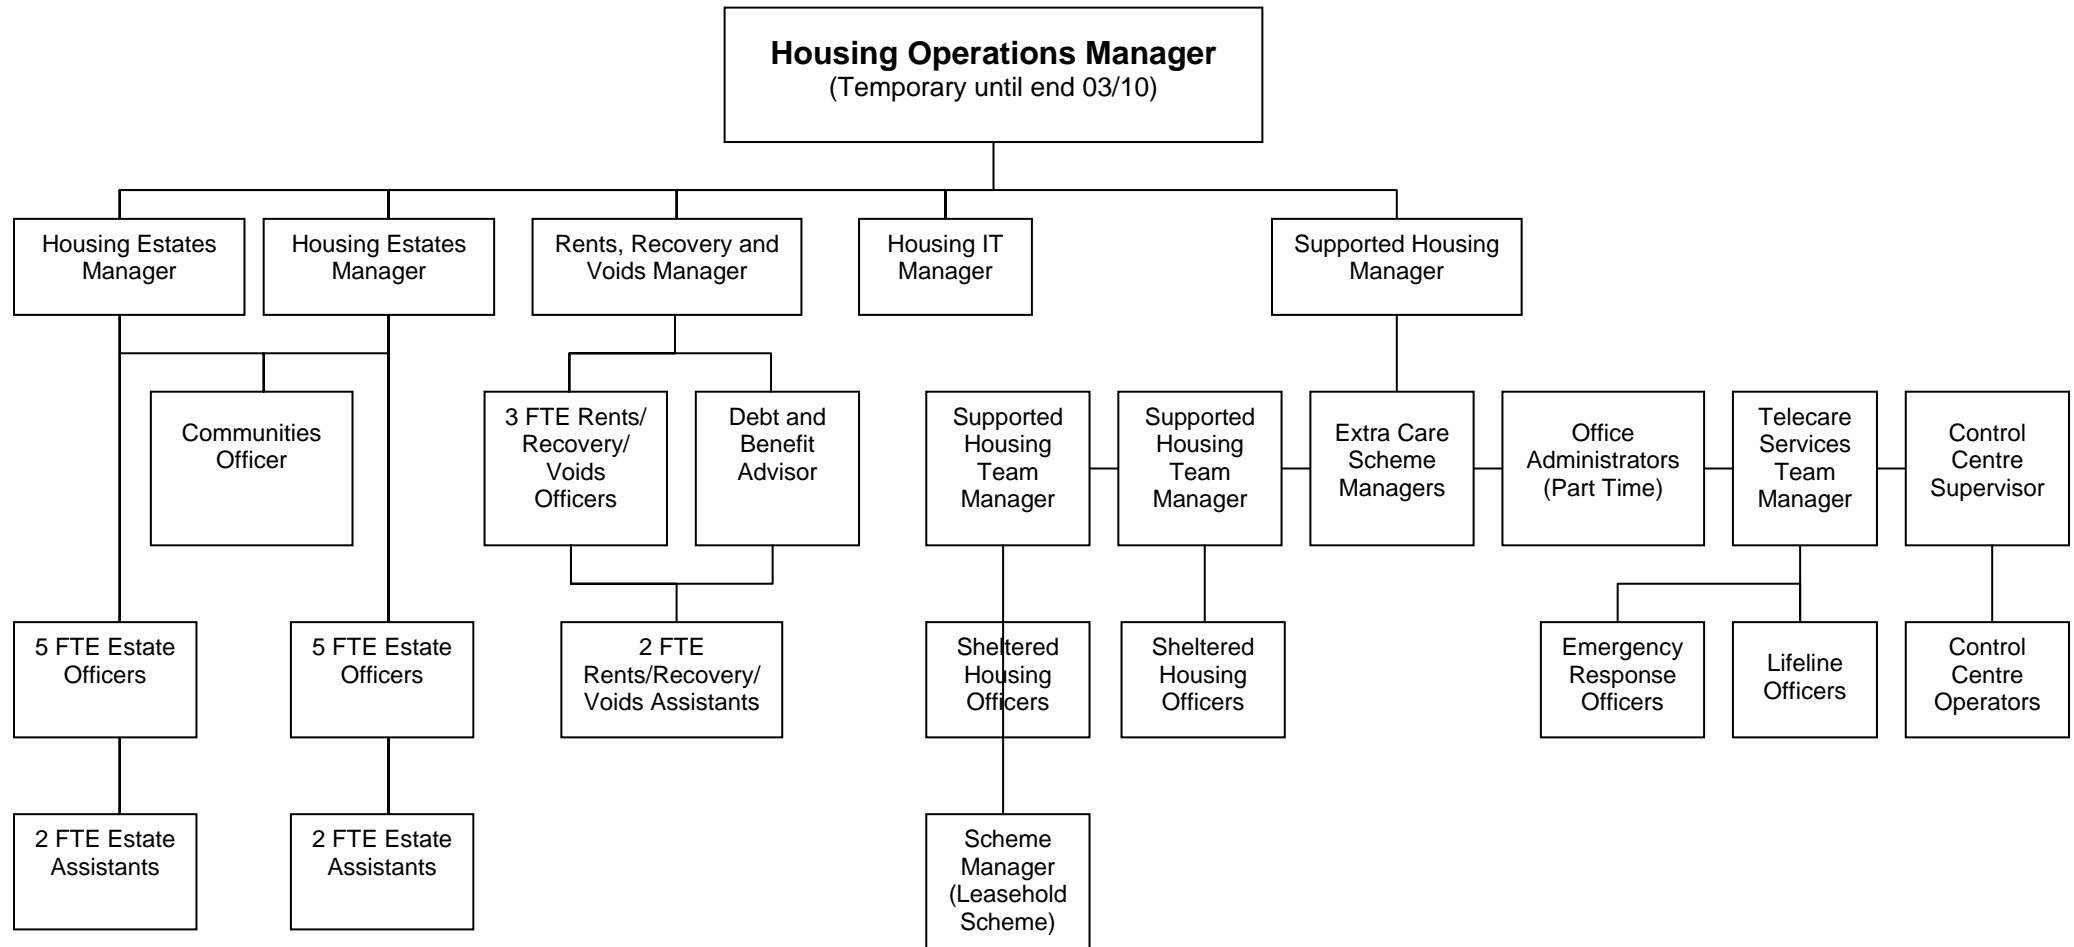 Housing Operations Manager
(Temporary until end 03/10)
Housing Estates
Manager
Housing Estates
Manager
Rents, Recovery and
Voids Manager
Housing IT
Manager
Supported Housing
Manager
Communities
Officer
3 FTE Rents/
Recovery/
Voids
Officers
Debt and
Benefit
Advisor
Supported
Housing
Team
Manager
Supported
Housing
Team
Manager
Extra Care
Scheme
Managers
Office
Administrators
(Part Time)
Telecare
Services
Team
Manager
Control
Centre
Supervisor
5 FTE Estate
Officers
5 FTE Estate
Officers
2 FTE
Rents/Recovery/
Voids Assistants
Sheltered
Housing
Officers
Sheltered
Housing
Officers
Emergency
Response
Officers
Lifeline
Officers
Control
Centre
Operators
2 FTE Estate
Assistants
2 FTE Estate
Assistants
Scheme
Manager
(Leasehold
Scheme)